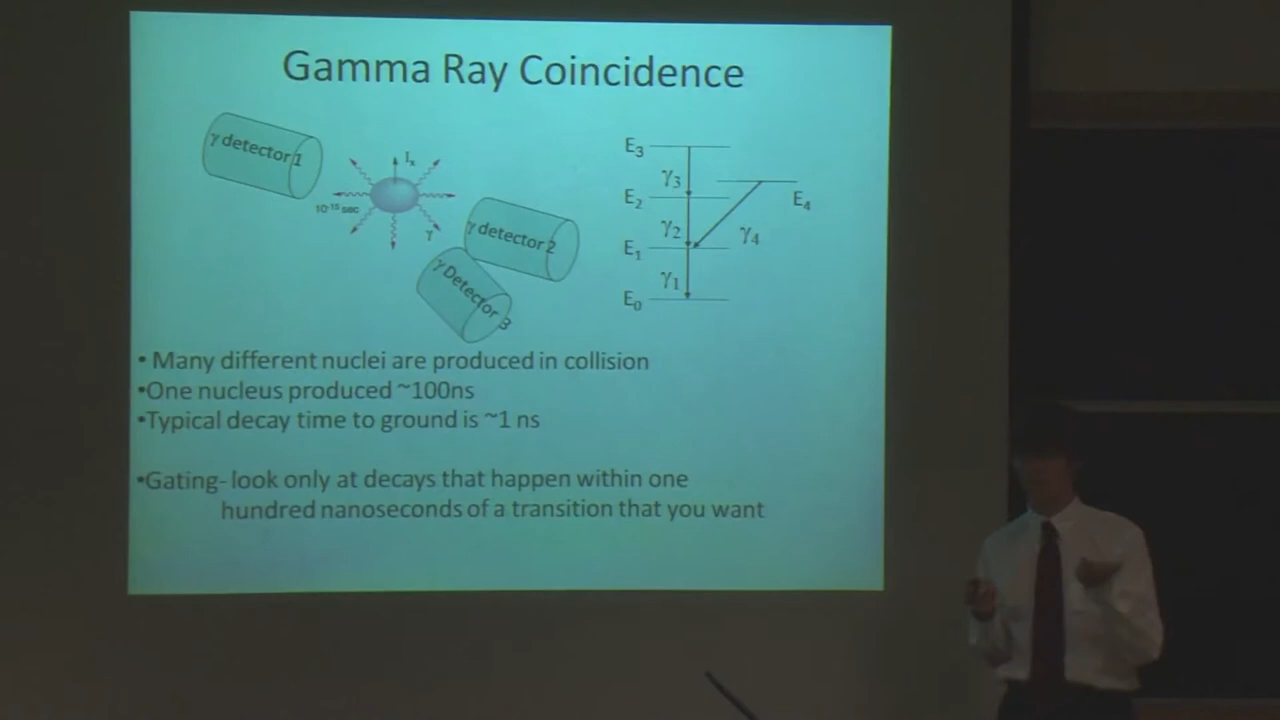 Gamma Ray Coincidence
γ detector 1
Ix
10-15 sec
γ
γ detector 2
γ Detector 3
E3
γ3
E2
E4
γ2
γ4
E1
γ1
E0
• Many different nuclei are produced in collision
•One nucleus produced ~100ns
•Typical decay time to ground is ~1 ns
•Gating- look only at decays that happen within one
hundred nanoseconds of a transition that you want